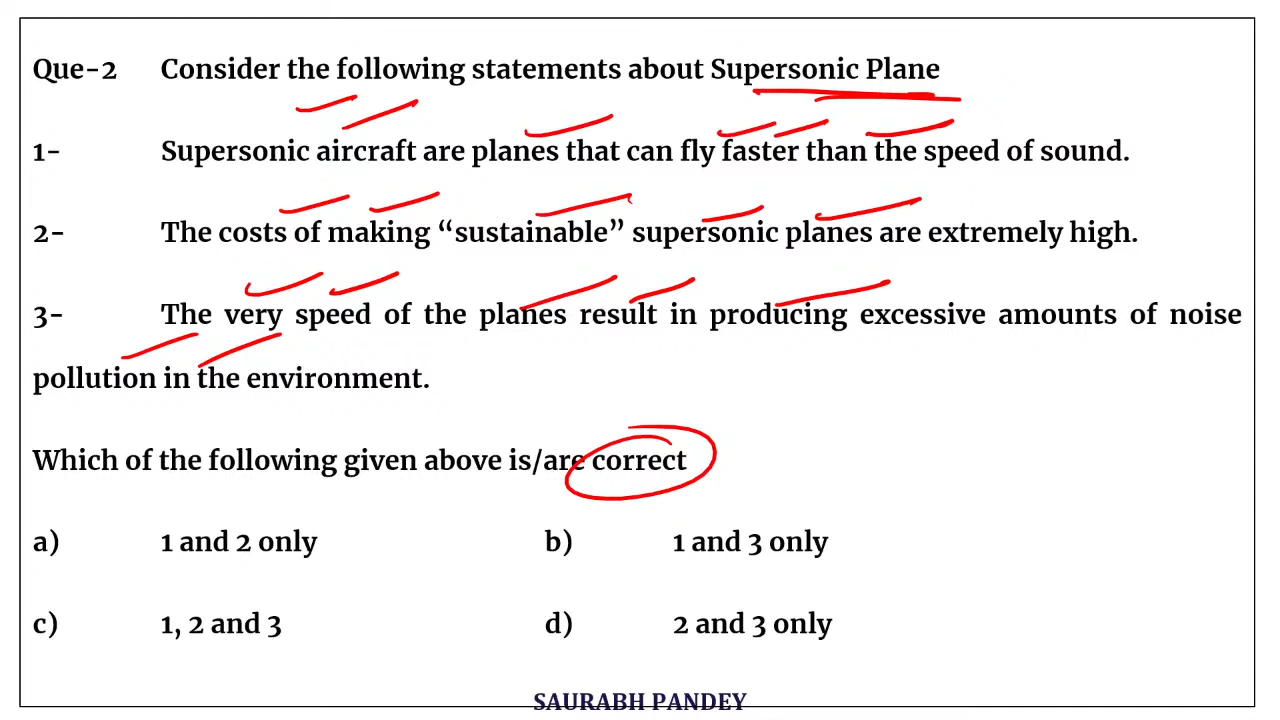 Que-2 Consider the following statements about Supersonic Plane
1- Supersonic aircraft are planes that can fly faster than the speed of sound.
2- The costs of making “sustainable” supersonic planes are extremely high.
3- The very speed of the planes result in producing excessive amounts of noise
pollution in the environment.
Which of the following given above is/are correct
a) 1 and 2 only b) 1 and 3 only
c) 1, 2 and 3 d) 2 and 3 only
SAURABH PANDEY